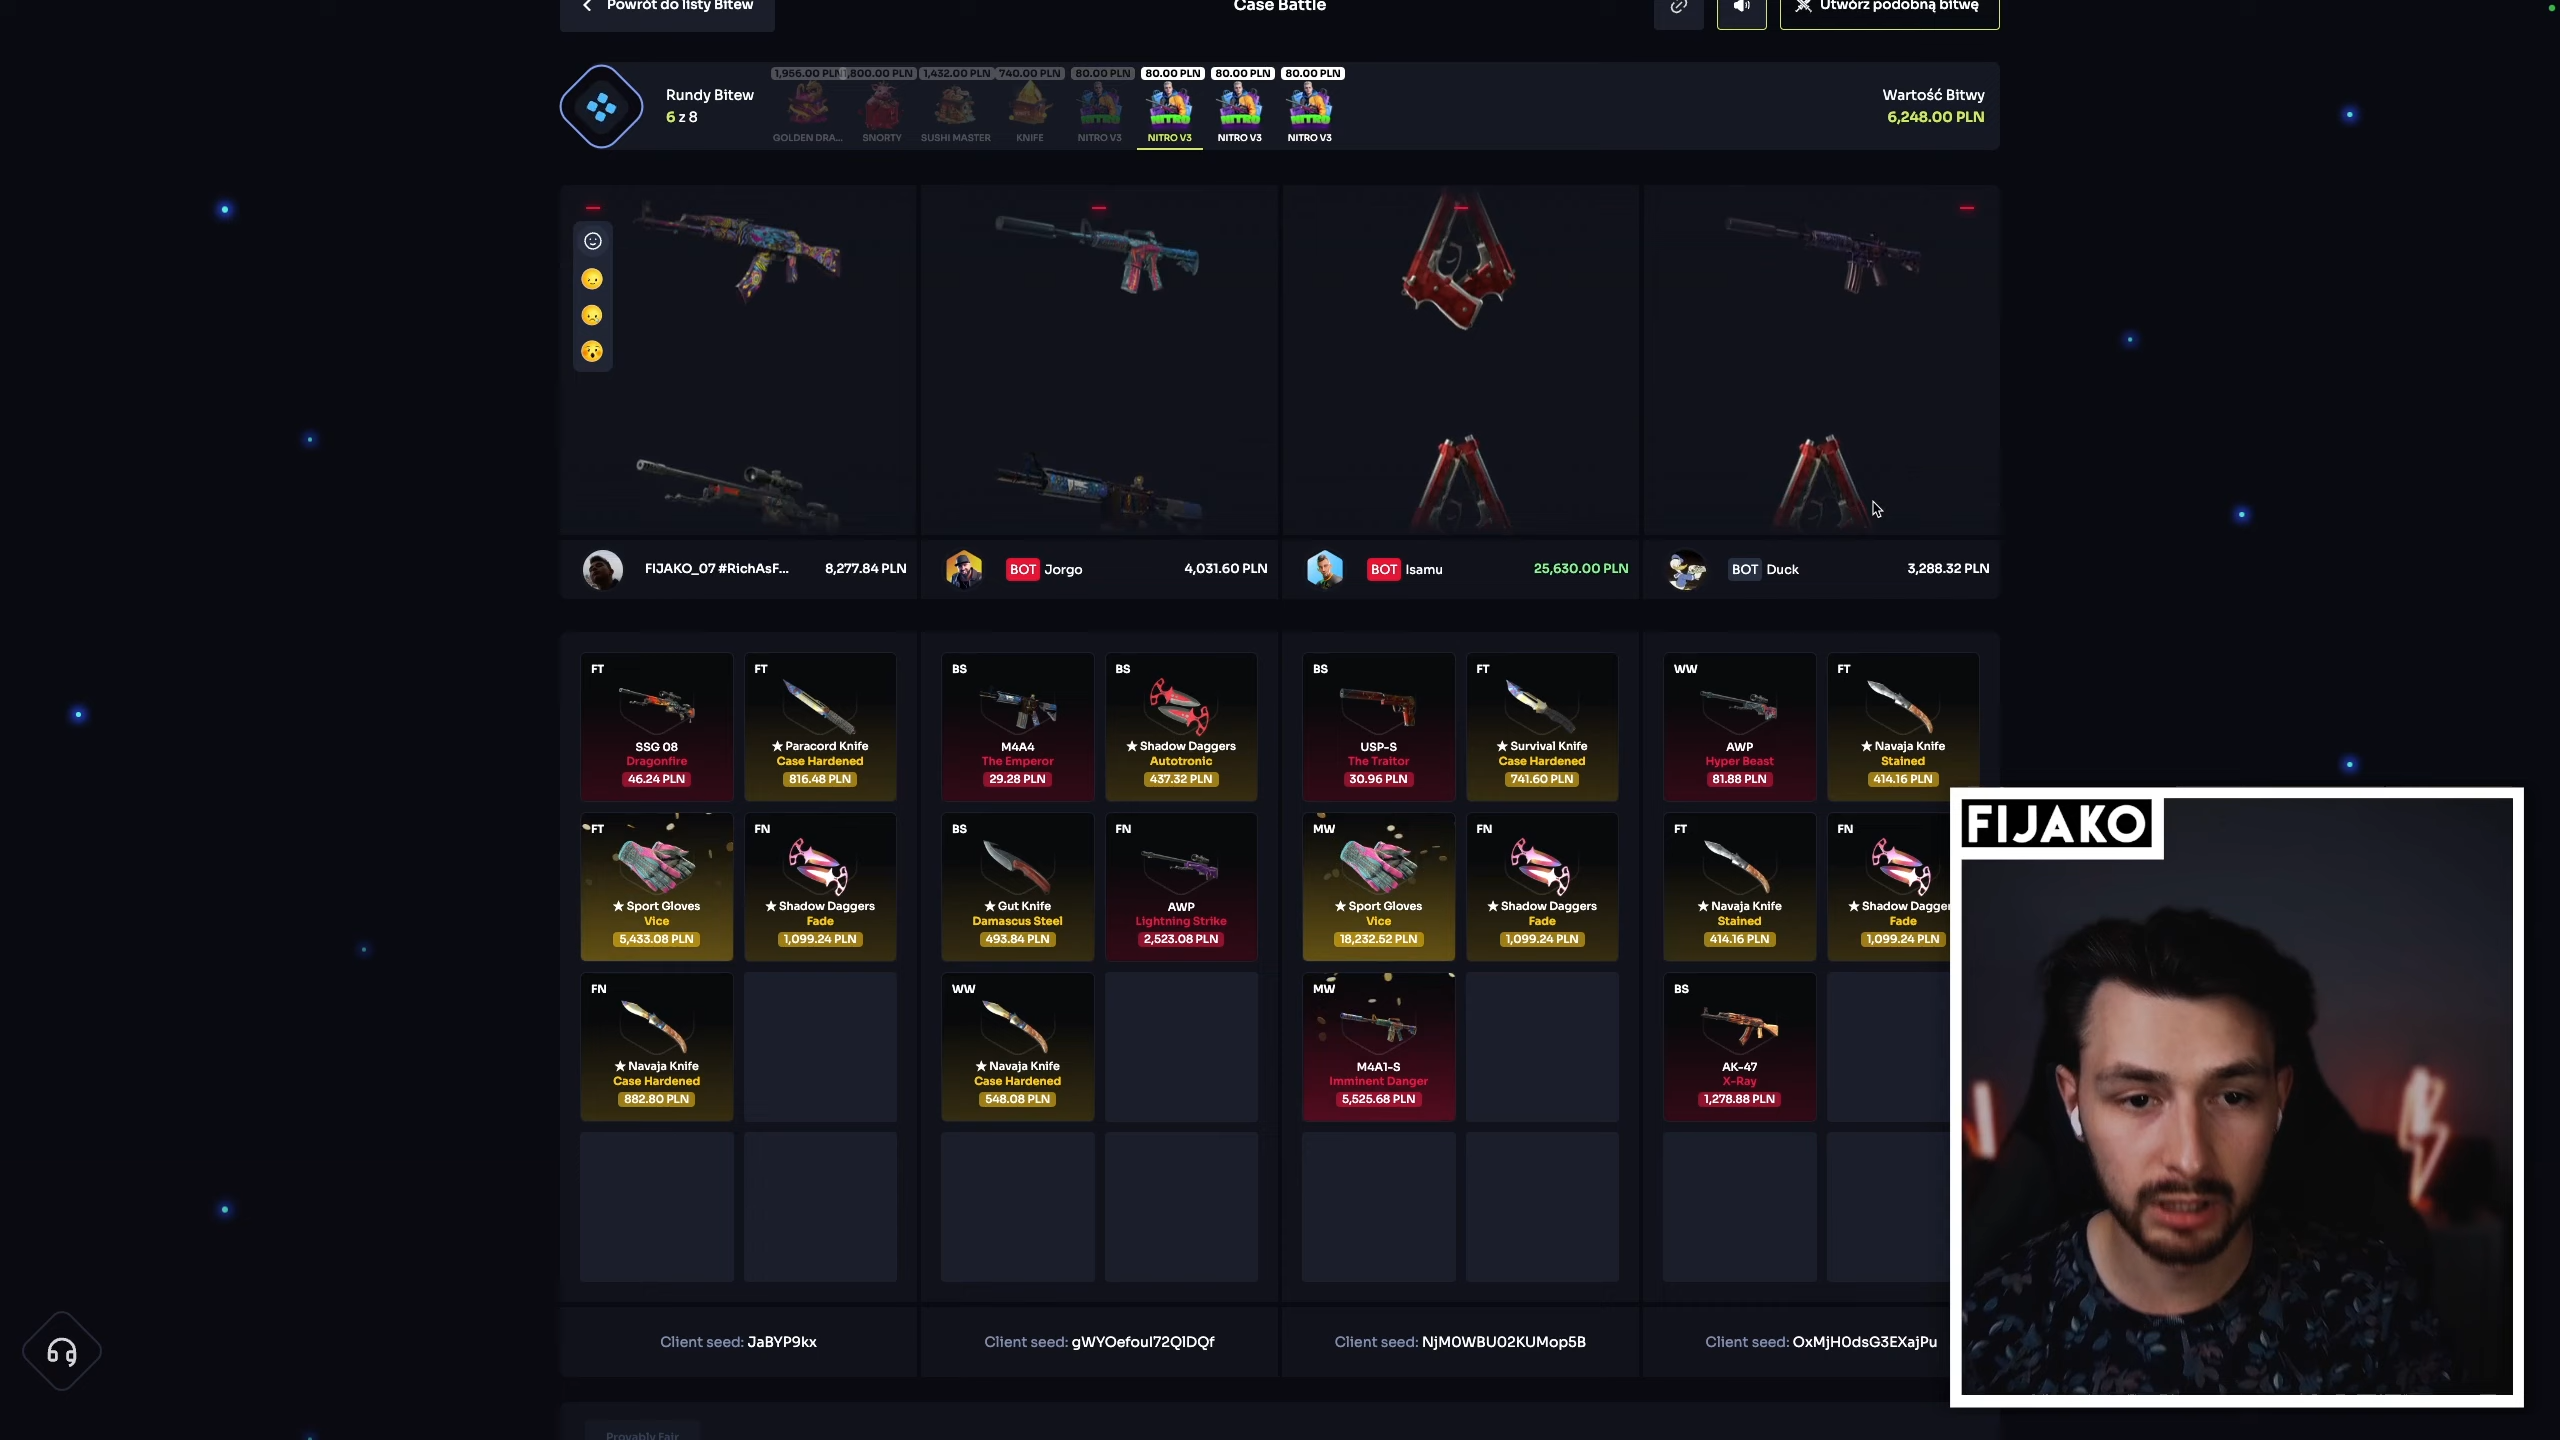 Powrót do listy Bitew
Case Battle
Utwórz podobną bitwę
Rundy Bitew
6 z 8
1,956.00 PLN
GOLDEN DRA...
1,800.00 PLN
SNORTY
1,432.00 PLN
SUSHI MASTER
740.00 PLN
KNIFE
80.00 PLN
NITRO V3
80.00 PLN
NITRO
NITRO V3
80.00 PLN
NITRO
NITRO V3
80.00 PLN
NITRO
NITRO V3
Wartość Bitwy
6,248.00 PLN
FIJAKO_07 #RichAsF...
8,277.84 PLN
BOT Jorgo
4,031.60 PLN
BOT Isamu
25,630.00 PLN
BOT Duck
3,288.32 PLN
FT
SSG 08
Dragonfire
46.24 PLN
FT
★ Paracord Knife
Case Hardened
816.48 PLN
BS
M4A4
The Emperor
29.28 PLN
BS
★ Shadow Daggers
Autotronic
437.32 PLN
BS
USP-S
The Traitor
30.96 PLN
FT
★ Survival Knife
Case Hardened
741.60 PLN
WW
AWP
Hyper Beast
81.88 PLN
FT
★ Navaja Knife
Stained
414.16 PLN
FT
★ Sport Gloves
Vice
5,433.08 PLN
FN
★ Shadow Daggers
Fade
1,099.24 PLN
BS
★ Gut Knife
Damascus Steel
493.84 PLN
FN
AWP
Lightning Strike
2,523.08 PLN
MW
★ Sport Gloves
Vice
18,232.52 PLN
FN
★ Shadow Daggers
Fade
1,099.24 PLN
FT
★ Navaja Knife
Stained
414.16 PLN
FN
★ Shadow Dagger
Fade
1,099.24 PLN
FN
★ Navaja Knife
Case Hardened
882.80 PLN
WW
★ Navaja Knife
Case Hardened
548.08 PLN
MW
M4A1-S
Imminent Danger
5,525.68 PLN
BS
AK-47
X-Ray
1,278.88 PLN
FIJAKO
Client seed: JaBYP9kx
Client seed: gWYOefouI72QlDQf
Client seed: NjM0WBU02KUMop5B
Client seed: OxMjH0dsG3EXajPu
Provably Fair